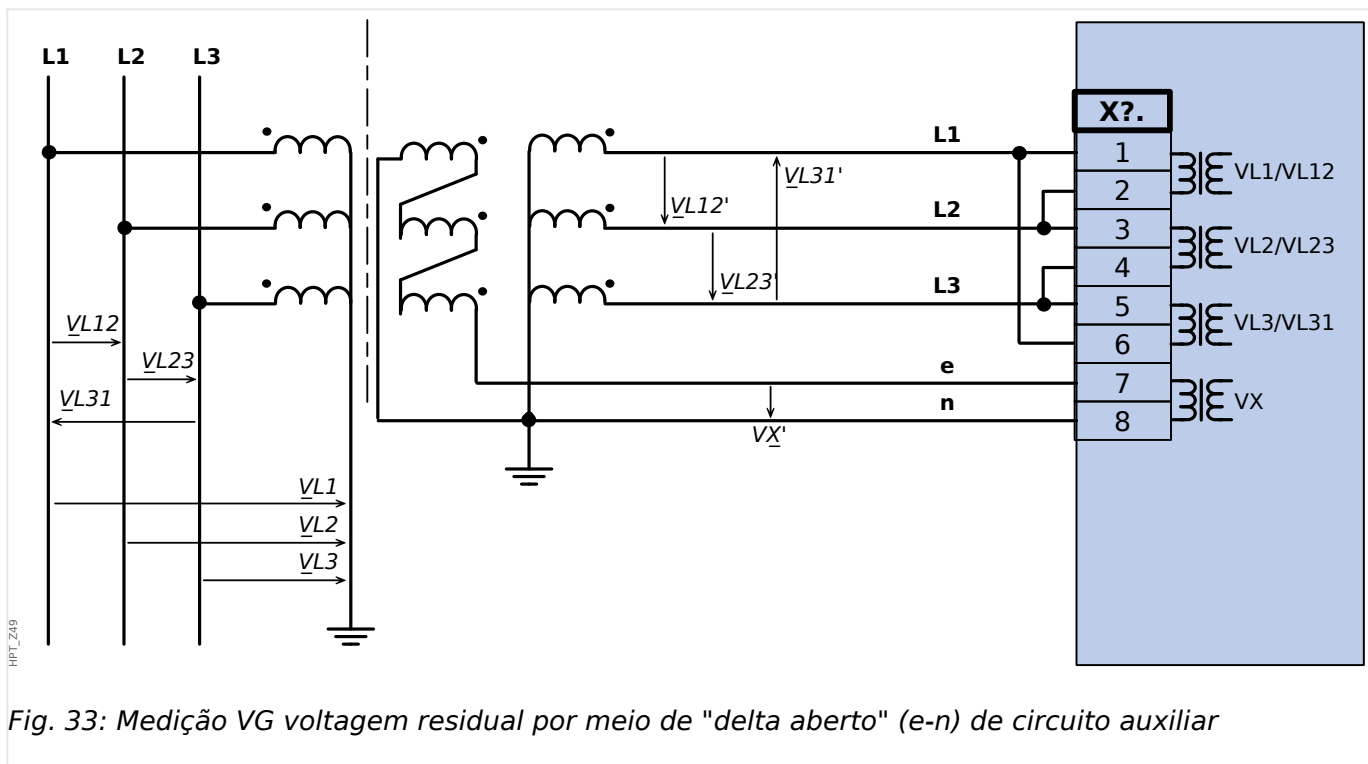 L1 L2 L3
X?.
L1
1
VL31'
VL1/VL12
2
VL12'
L2
3
VL2/VL23
4
VL23'
L3
5
VL12
VL3/VL31
6
VL23
e
7
VL31
n
VX
8
VX'
VL1
VL2
VL3
HPT_Z49
Fig. 33: Medição VG voltagem residual por meio de "delta aberto" (e-n) de circuito auxiliar